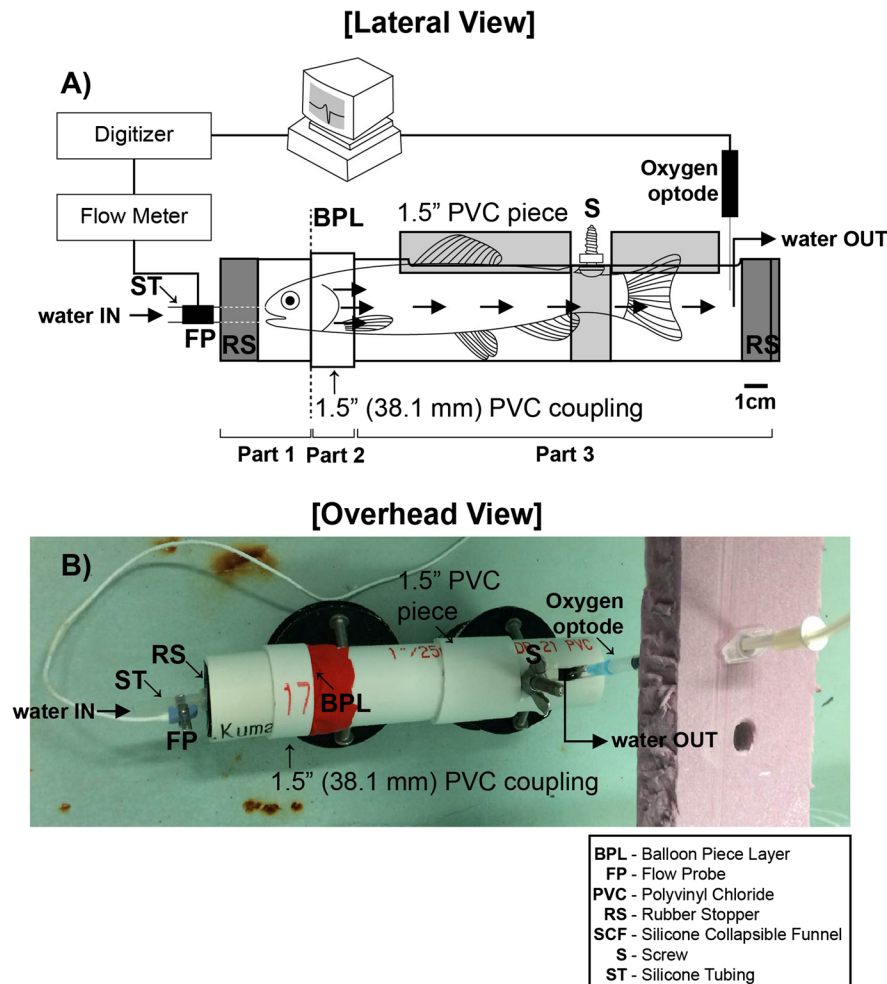 [Lateral View]
A)
Digitizer
Oxygen
optode
Flow Meter
BPL
1.5” PVC piece
S
water OUT
ST
water IN
FP
RS
RS
1.5” (38.1 mm) PVC coupling
1cm
Part 1
Part 2
Part 3
[Overhead View]
B)
1.5” PVC
piece
Oxygen
optode
RS
ST
S
17
BPL
water IN
FP
.Kuma
water OUT
1.5” (38.1 mm) PVC coupling
BPL - Balloon Piece Layer
FP - Flow Probe
PVC - Polyvinyl Chloride
RS - Rubber Stopper
SCF - Silicone Collapsible Funnel
S - Screw
ST - Silicone Tubing